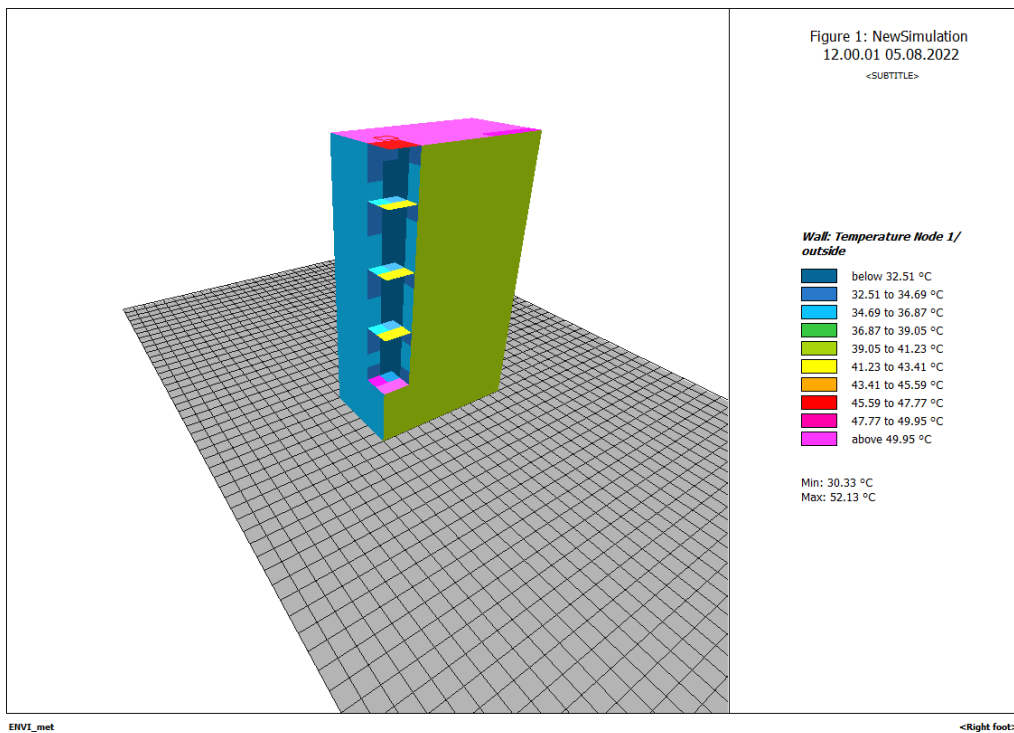 Figure 1: NewSimulation
12.00.01 05.08.2022
<SUBTITLE>
Wall: Temperature Node 1/
outside
below 32.51 °C
32.51 to 34.69 °C
34.69 to 36.87 °C
36.87 to 39.05 °C
39.05 to 41.23 °C
41.23 to 43.41 °C
43.41 to 45.59 °C
45.59 to 47.77 °C
47.77 to 49.95 °C
above 49.95 °C
Min: 30.33 °C
Max: 52.13 °C
ENVI_met
<Right foot>